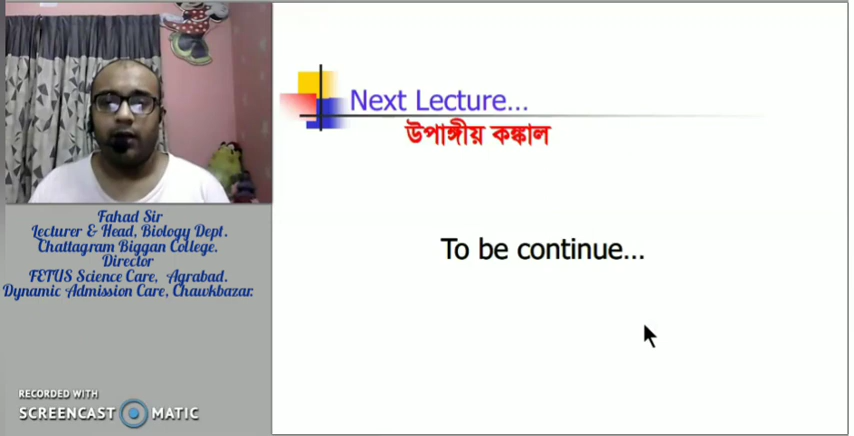 Next Lecture...
উপাঙ্গীয় কঙ্কাল
To be continue...
Fahad Sir
Lecturer & Head, Biology Dept.
Chattagram Biggan College.
Director
FETUS Science Care, Agrabad.
Dynamic Admission Care, Chawkbazar.
RECORDED WITH
SCREENCAST MATIC